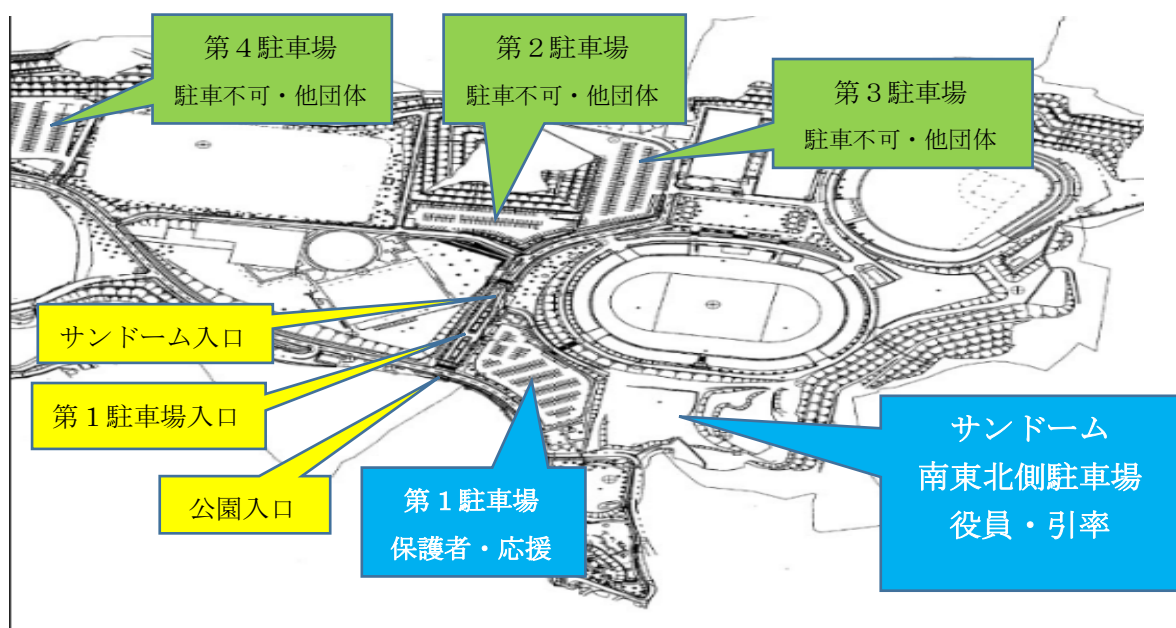 第４駐車場
駐車不可・他団体
第２駐車場
駐車不可・他団体
第３駐車場
駐車不可・他団体
サンドーム入口
第１駐車場入口
公園入口
第１駐車場
保護者・応援
サンドーム
南東北側駐車場
役員・引率